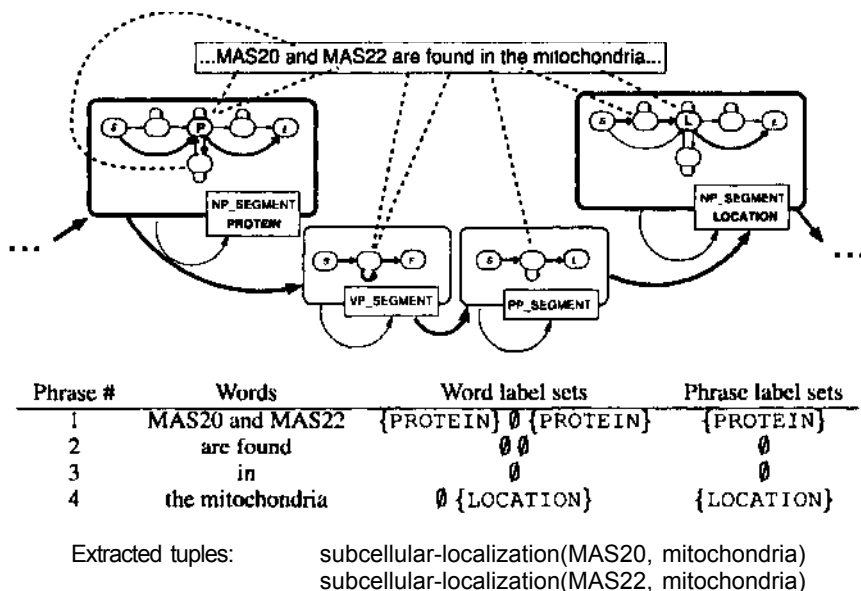 ...MAS20 and MAS22 are found in the mitochondria...
S P E
S L E
NP_SEGMENT
PROTEIN
NP_SEGMENT
LOCATION
... ...
S E
S E
VP_SEGMENT
PP_SEGMENT
Phrase # Words Word label sets Phrase label sets
1 MAS20 and MAS22 {PROTEIN} ∅ {PROTEIN} {PROTEIN}
2 are found ∅ ∅ ∅
3 in ∅ ∅
4 the mitochondria ∅ {LOCATION} {LOCATION}
Extracted tuples: subcellular-localization(MAS20, mitochondria)
subcellular-localization(MAS22, mitochondria)